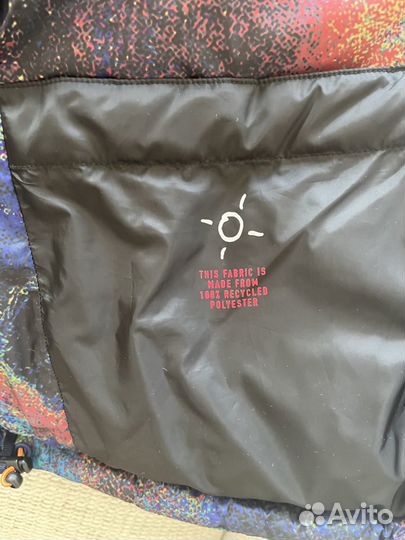 THIS FABRIC IS
MADE FROM
100% RECYCLED
POLYESTER
Avito